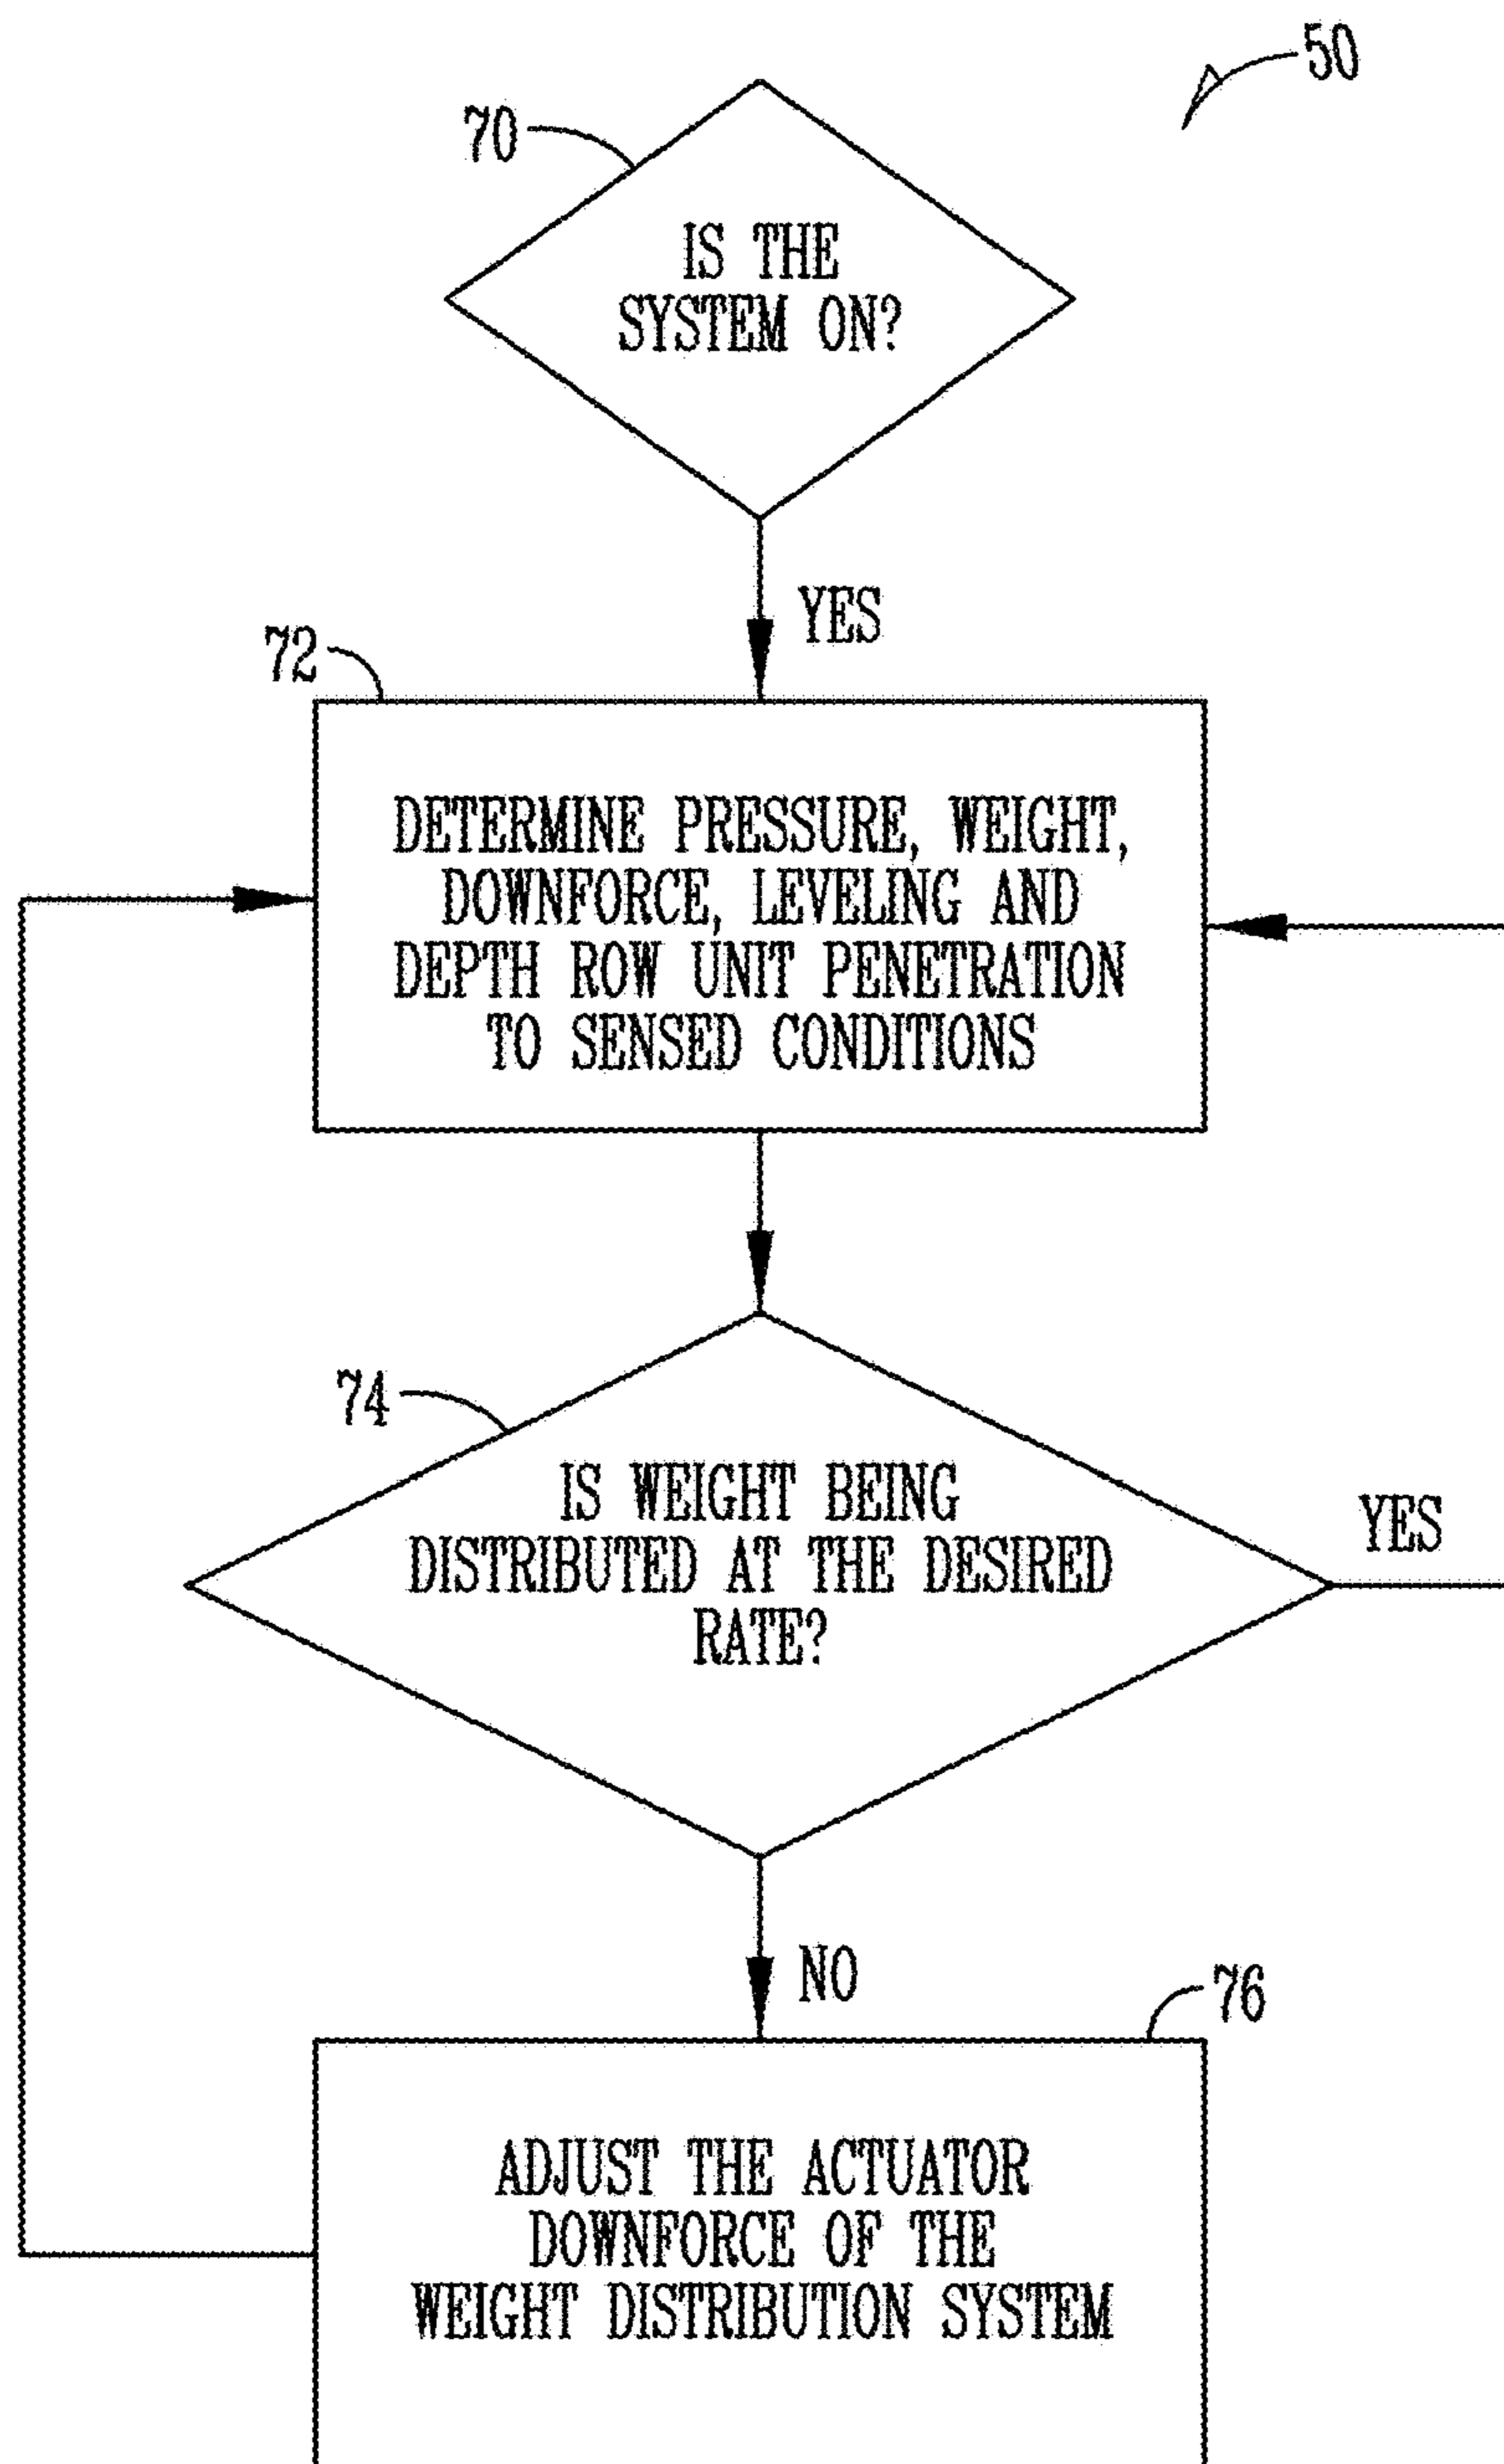 50
70
IS THE
SYSTEM ON?
YES
72
DETERMINE PRESSURE, WEIGHT,
DOWNFORCE, LEVELING AND
DEPTH ROW UNIT PENETRATION
TO SENSED CONDITIONS
74
IS WEIGHT BEING
DISTRIBUTED AT THE DESIRED
RATE?
YES
NO
76
ADJUST THE ACTUATOR
DOWNFORCE OF THE
WEIGHT DISTRIBUTION SYSTEM